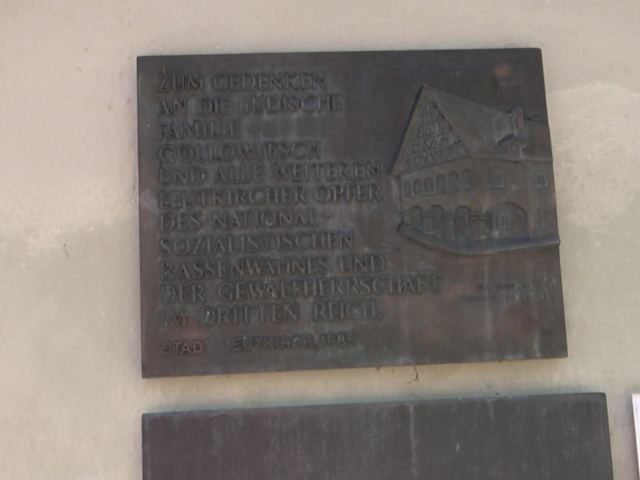 ZUM GEDENKEN
AN DIE JÜDISCHE
FAMILIE
GOLLOWITSCH
UND ALLE WEITEREN
LEUTKIRCHER OPFER
DES NATIONAL-
SOZIALISTISCHEN
RASSENWAHNES UND
DER GEWALTHERRSCHAFT
IM DRITTEN REICH.
STADT LEUTKIRCH,